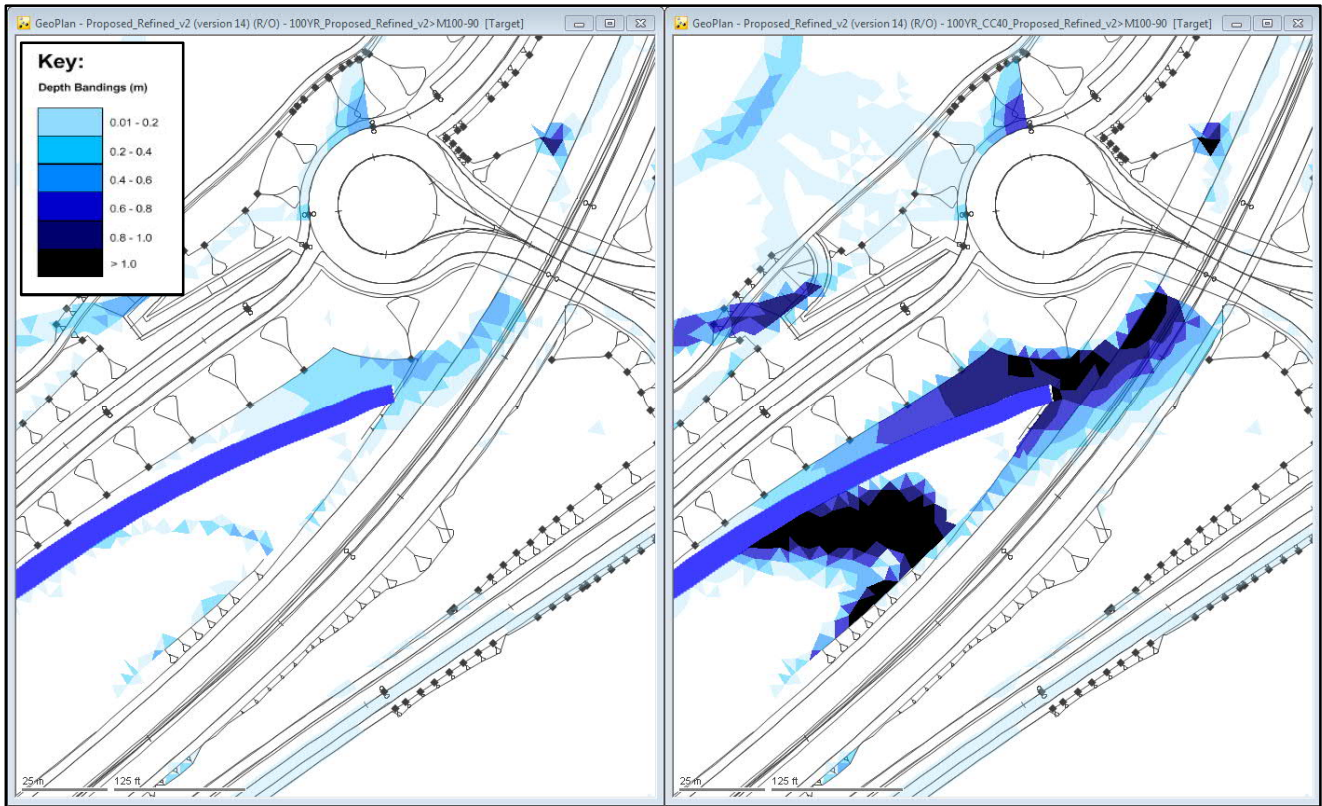 GeoPlan - Proposed_Refined_v2 (version 14) (R/O) - 100YR_Proposed_Refined_v2>M100-90 [Target]
GeoPlan - Proposed_Refined_v2 (version 14) (R/O) - 100YR_CC40_Proposed_Refined_v2>M100-90 [Target]
Key:
Depth Bandings (m)
0.01 - 0.2
0.2 - 0.4
0.4 - 0.6
0.6 - 0.8
0.8 - 1.0
> 1.0
25 m
125 ft
25 m
125 ft